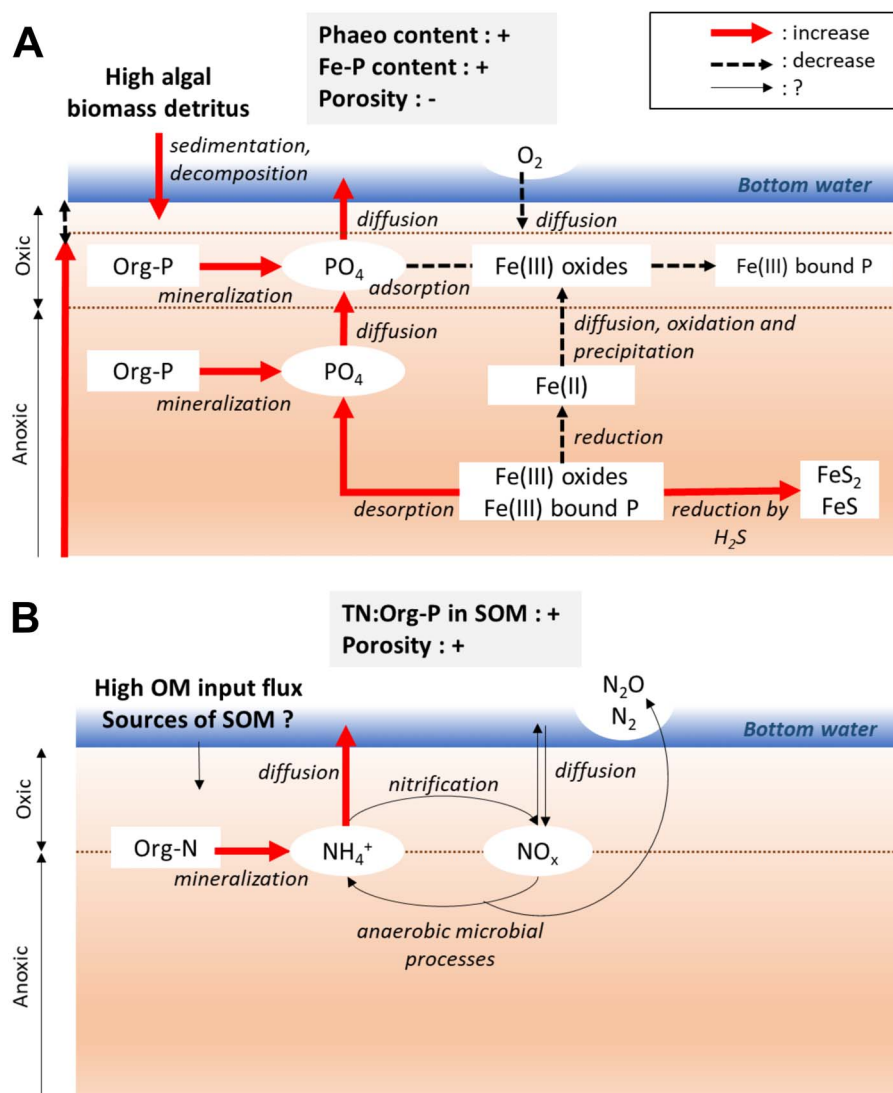 A
Phaeo content : +
Fe-P content : +
Porosity : -
: increase
: decrease
: ?
High algal
biomass detritus
sedimentation,
decomposition
O₂
Bottom water
diffusion
diffusion
Oxic
Org-P
PO₄
Fe(III) oxides
Fe(III) bound P
mineralization
adsorption
diffusion
diffusion, oxidation and
precipitation
Org-P
PO₄
Fe(II)
mineralization
Anoxic
reduction
Fe(III) oxides
Fe(III) bound P
FeS₂
FeS
desorption
reduction by
H₂S
B
TN:Org-P in SOM : +
Porosity : +
High OM input flux
Sources of SOM ?
N₂O
N₂
Bottom water
Oxic
diffusion
nitrification
diffusion
Org-N
NH₄⁺
NOₓ
mineralization
anaerobic microbial
processes
Anoxic